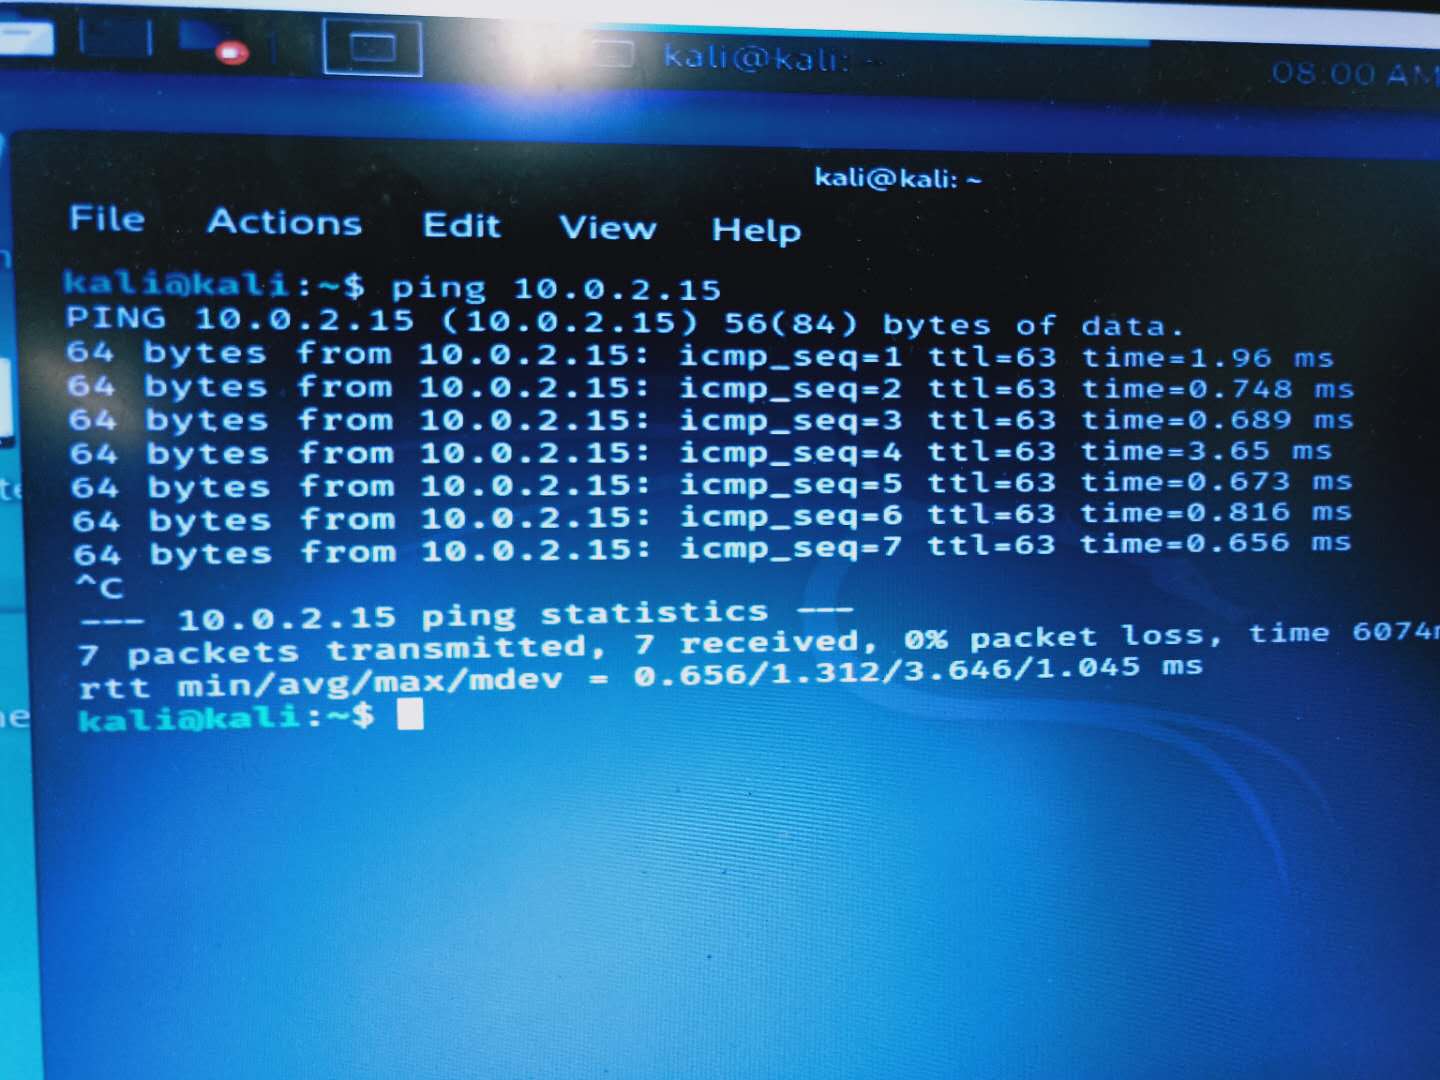 kali@kali: ~
08:00 AM
kali@kali: ~
File Actions Edit View Help
kali@kali:~$ ping 10.0.2.15
PING 10.0.2.15 (10.0.2.15) 56(84) bytes of data.
64 bytes from 10.0.2.15: icmp_seq=1 ttl=63 time=1.96 ms
64 bytes from 10.0.2.15: icmp_seq=2 ttl=63 time=0.748 ms
64 bytes from 10.0.2.15: icmp_seq=3 ttl=63 time=0.689 ms
64 bytes from 10.0.2.15: icmp_seq=4 ttl=63 time=3.65 ms
64 bytes from 10.0.2.15: icmp_seq=5 ttl=63 time=0.673 ms
64 bytes from 10.0.2.15: icmp_seq=6 ttl=63 time=0.816 ms
64 bytes from 10.0.2.15: icmp_seq=7 ttl=63 time=0.656 ms
^C
--- 10.0.2.15 ping statistics ---
7 packets transmitted, 7 received, 0% packet loss, time 6074
rtt min/avg/max/mdev = 0.656/1.312/3.646/1.045 ms
kali@kali:~$